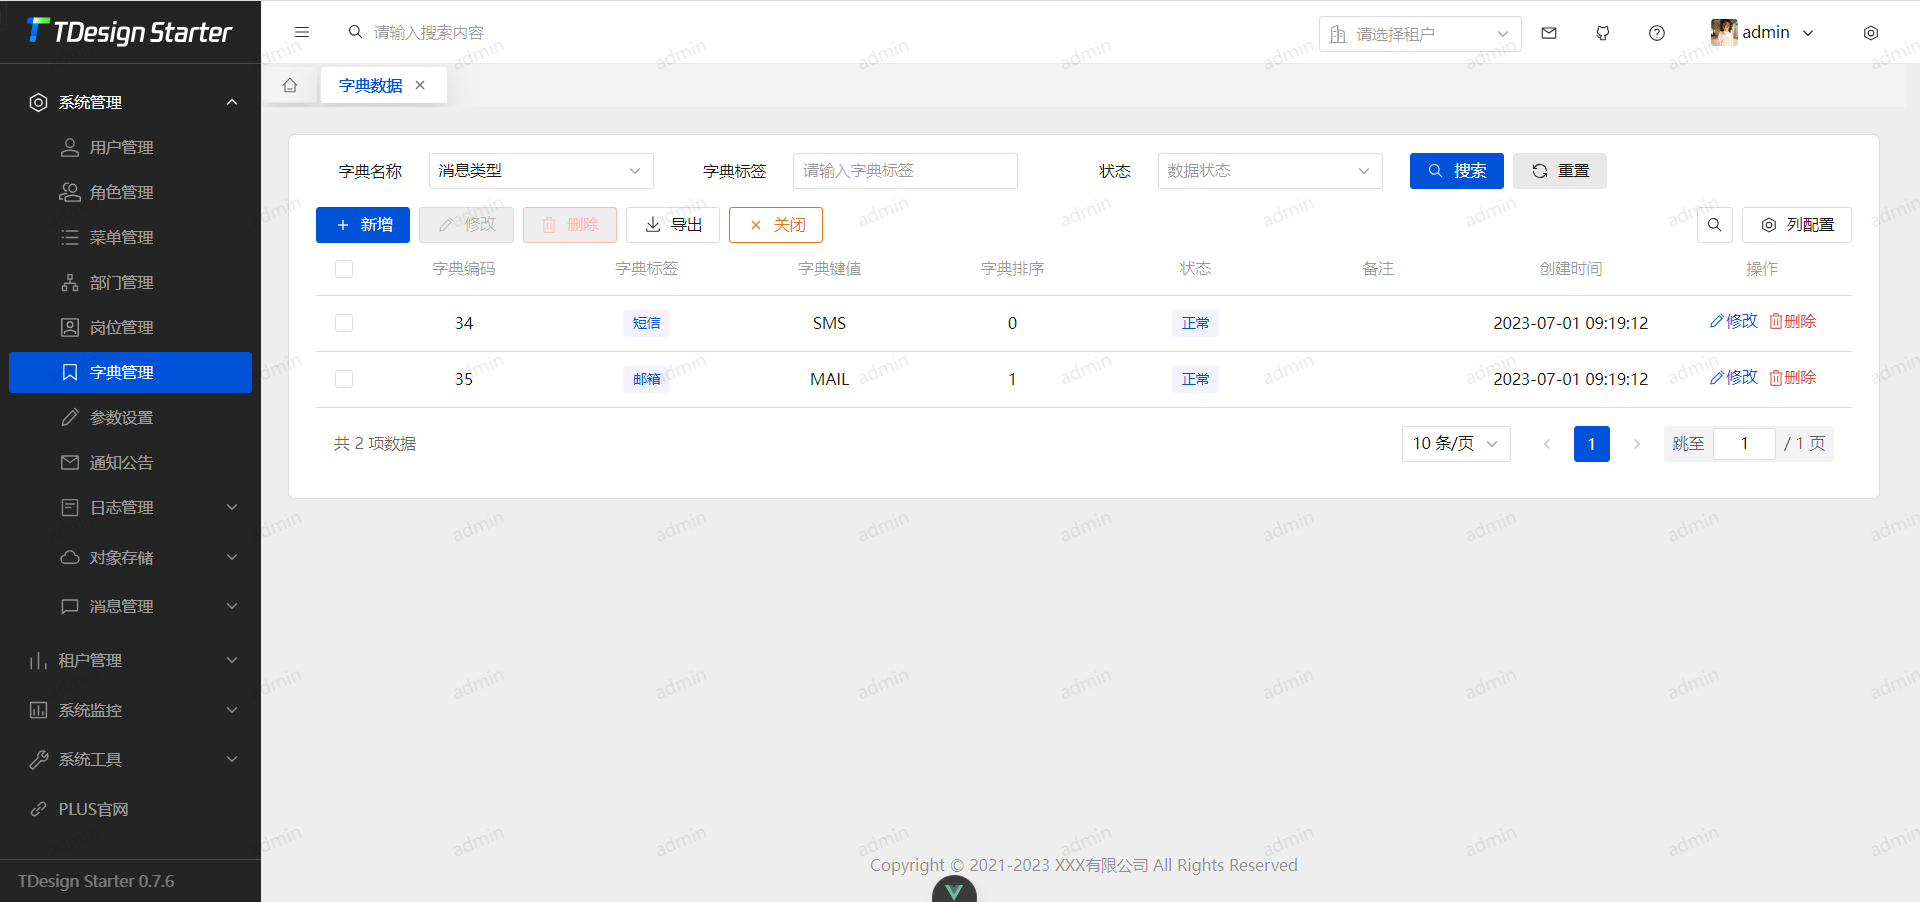 TDesign Starter
请输入搜索内容
请选择租户
admin
系统管理
用户管理
角色管理
菜单管理
部门管理
岗位管理
字典管理
参数设置
通知公告
日志管理
对象存储
消息管理
租户管理
系统监控
系统工具
PLUS官网
TDesign Starter 0.7.6
字典数据
字典名称 消息类型 字典标签 请输入字典标签 状态 数据状态 搜索 重置
新增 修改 删除 导出 关闭 列配置
字典编码 字典标签 字典键值 字典排序 状态 备注 创建时间 操作
34 短信 SMS 0 正常 2023-07-01 09:19:12 修改 删除
35 邮箱 MAIL 1 正常 2023-07-01 09:19:12 修改 删除
共 2 项数据 10 条/页 1 跳至 1 / 1 页
Copyright © 2021-2023 XXX有限公司 All Rights Reserved